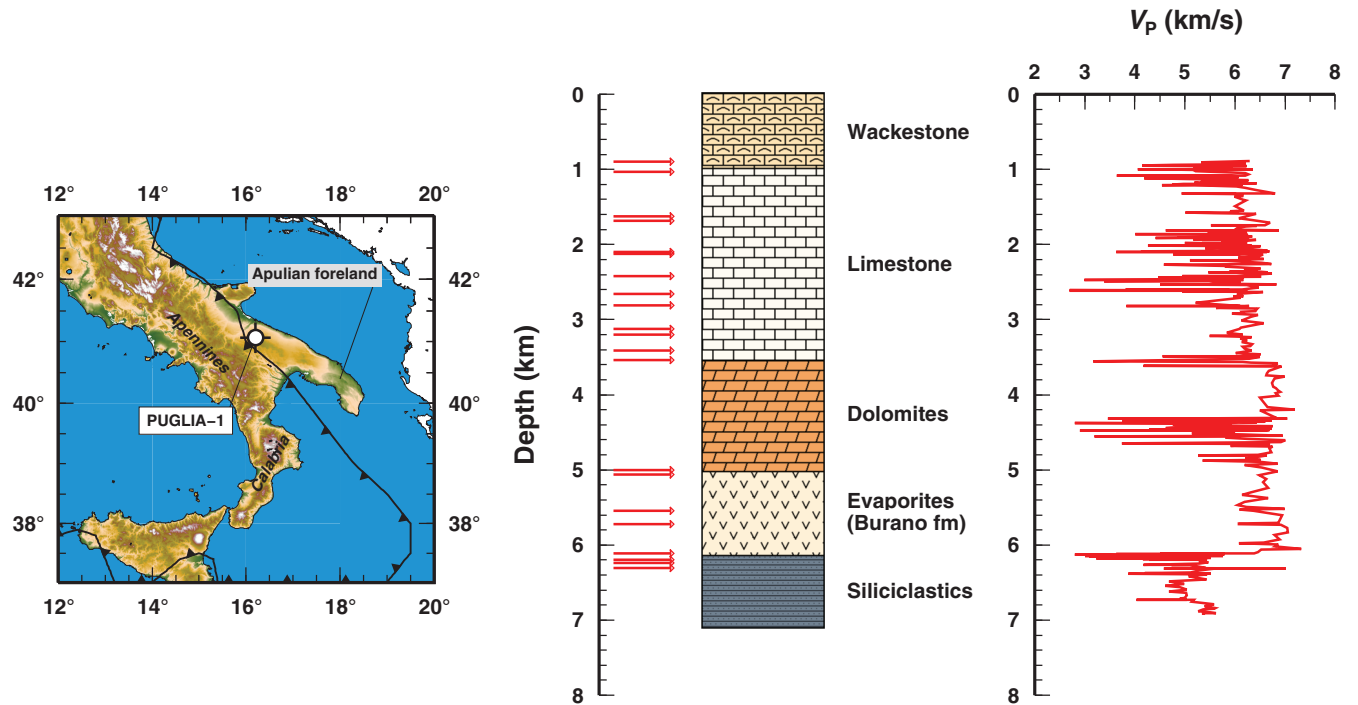 12° 14° 16° 18° 20°
42° 42°
40° 40°
38° 38°
12° 14° 16° 18° 20°
Apulian foreland
Apennines
PUGLIA–1
Calabria
Depth (km)
0
1
2
3
4
5
6
7
8
Wackestone
Limestone
Dolomites
Evaporites
(Burano fm)
Siliciclastics
VP (km/s)
2 3 4 5 6 7 8
0
1
2
3
4
5
6
7
8